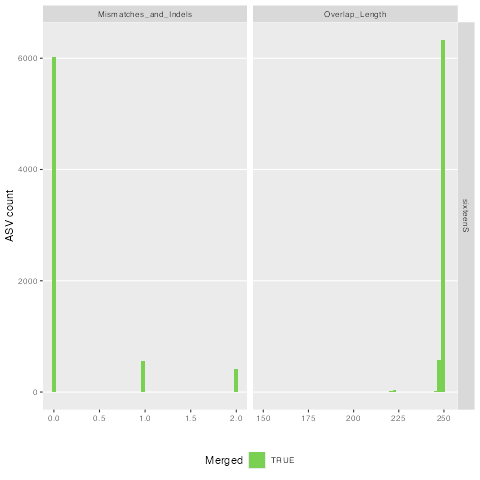 Mismatches_and_Indels
Overlap_Length
6000
4000
2000
0
ASV count
sixteenS
0.0 0.5 1.0 1.5 2.0
150 175 200 225 250
Merged TRUE